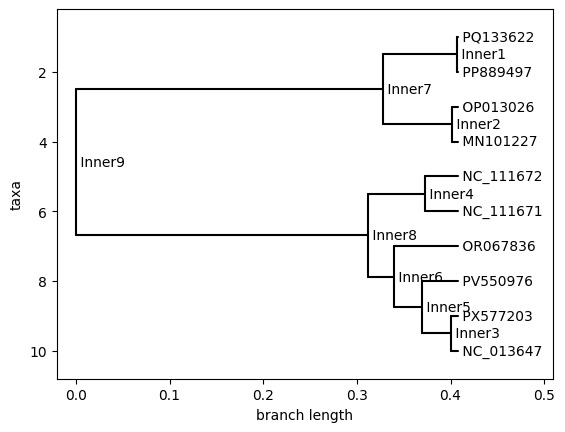 PQ133622
Inner1
2
PP889497
Inner7
OP013026
Inner2
4
MN101227
Inner9
NC_111672
Inner4
taxa
6
NC_111671
Inner8
OR067836
Inner6
8
PV550976
Inner5
PX577203
Inner3
10
NC_013647
0.0 0.1 0.2 0.3 0.4 0.5
branch length